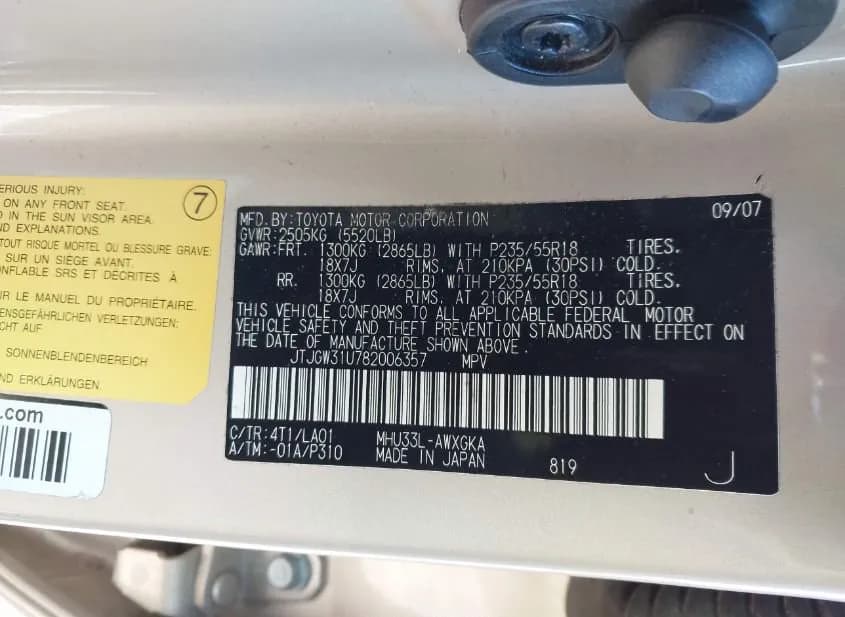 ERIOUS INJURY:
ON ANY FRONT SEAT.
D IN THE SUN VISOR AREA.
ND EXPLANATIONS.
TOUT RISQUE MORTEL OU BLESSURE GRAVE:
SUR UN SIÈGE AVANT.
ONFLABLE SRS ET DÉCRITES À
UR LE MANUEL DU PROPRIÉTAIRE.
ENSGEFÄHRLICHEN VERLETZUNGEN:
CHT AUF
SONNENBLENDENBEREICH
ND ERKLÄRUNGEN.
7
.com
MFD.BY:TOYOTA MOTOR CORPORATION 09/07
GVWR:2505KG (5520LB)
GAWR:FRT. 1300KG (2865LB) WITH P235/55R18 TIRES.
18X7J RIMS, AT 210KPA (30PSI) COLD.
RR. 1300KG (2865LB) WITH P235/55R18 TIRES.
18X7J RIMS, AT 210KPA (30PSI) COLD.
THIS VEHICLE CONFORMS TO ALL APPLICABLE FEDERAL MOTOR
VEHICLE SAFETY AND THEFT PREVENTION STANDARDS IN EFFECT ON
THE DATE OF MANUFACTURE SHOWN ABOVE.
JTJGW31U782006357 MPV
C/TR:4T1/LA01 MHU33L-AWXGKA
A/TM:-01A/P310 MADE IN JAPAN 819 J